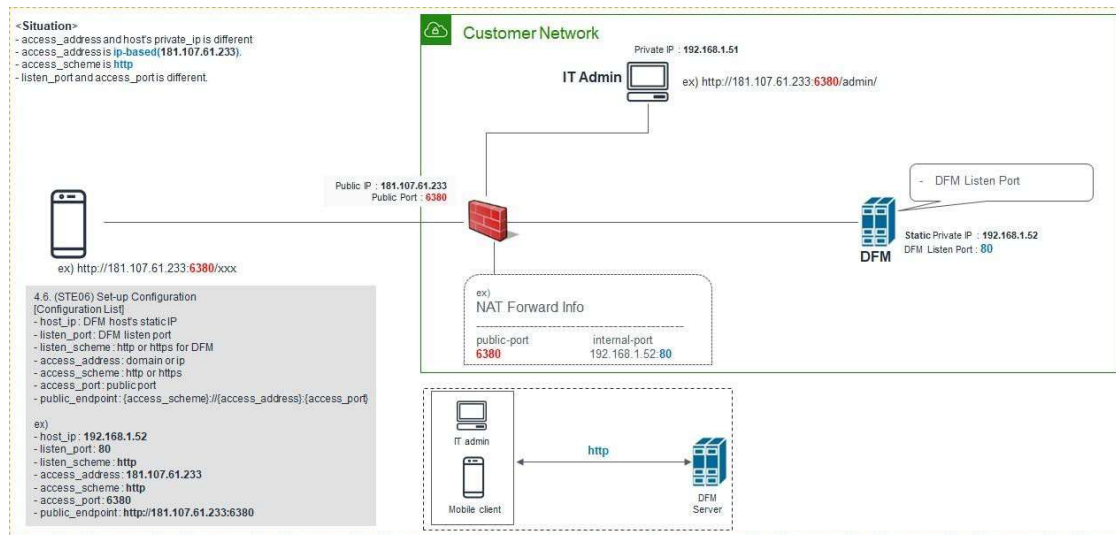 <Situation>
- access_address and host's private_ip is different
- access_address is ip-based(181.107.61.233).
- access_scheme is http
- listen_port and access_port is different.
Customer Network
Private IP : 192.168.1.51
IT Admin
ex) http://181.107.61.233:6380/admin/
Public IP : 181.107.61.233
Public Port : 6380
- DFM Listen Port
Static Private IP : 192.168.1.52
DFM Listen Port : 80
DFM
ex) http://181.107.61.233:6380/xxx
ex)
NAT Forward Info
------------------------------------------------
public-port internal-port
6380 192.168.1.52:80
4.6. (STE06) Set-up Configuration
[Configuration List]
- host_ip : DFM host's static IP
- listen_port : DFM listen port
- listen_scheme : http or https for DFM
- access_address : domain or ip
- access_scheme : http or https
- access_port : public port
- public_endpoint : {access_scheme}://{access_address}:{access_port}
ex)
- host_ip : 192.168.1.52
- listen_port : 80
- listen_scheme : http
- access_address : 181.107.61.233
- access_scheme : http
- access_port : 6380
- public_endpoint : http://181.107.61.233:6380
IT admin
http
Mobile client
DFM
Server